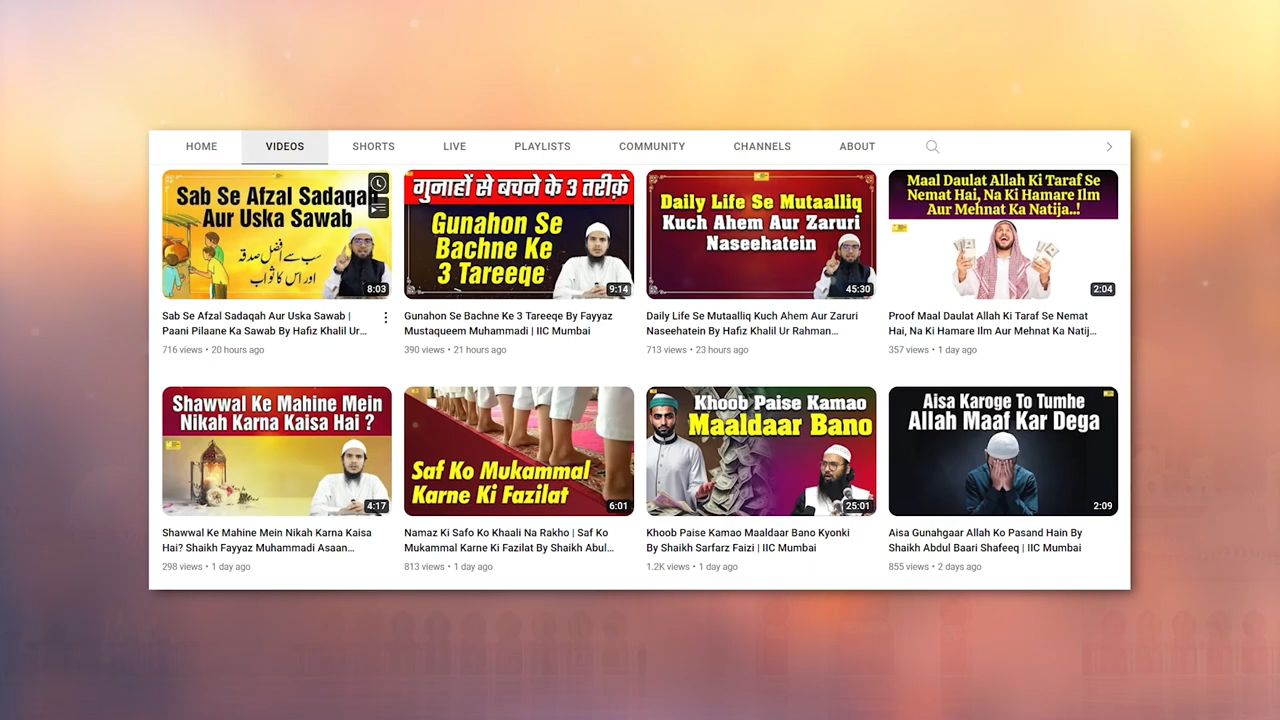 HOME VIDEOS SHORTS LIVE PLAYLISTS COMMUNITY CHANNELS ABOUT
Sab Se Afzal Sadaqah
Aur Uska Sawab
سب سے افضل صدقہ
اور اس کا ثواب
8:03
Sab Se Afzal Sadaqah Aur Uska Sawab |
Paani Pilaane Ka Sawab By Hafiz Khalil Ur...
716 views • 20 hours ago
गुनाहों से बचने के 3 तरीक़े
Gunahon Se
Bachne Ke
3 Tareeqe
9:14
Gunahon Se Bachne Ke 3 Tareeqe By Fayyaz
Mustaqueem Muhammadi | IIC Mumbai
390 views • 21 hours ago
Daily Life Se Mutaalliq
Kuch Ahem Aur Zaruri
Naseehatein
45:30
Daily Life Se Mutaalliq Kuch Ahem Aur Zaruri
Naseehatein By Hafiz Khalil Ur Rahman...
713 views • 23 hours ago
Maal Daulat Allah Ki Taraf Se
Nemat Hai, Na Ki Hamare Ilm
Aur Mehnat Ka Natija..!
2:04
Proof Maal Daulat Allah Ki Taraf Se Nemat
Hai, Na Ki Hamare Ilm Aur Mehnat Ka Natij...
357 views • 1 day ago
Shawwal Ke Mahine Mein
Nikah Karna Kaisa Hai ?
4:17
Shawwal Ke Mahine Mein Nikah Karna Kaisa
Hai? Shaikh Fayyaz Muhammadi Asaan...
298 views • 1 day ago
Saf Ko Mukammal
Karne Ki Fazilat
6:01
Namaz Ki Safo Ko Khaali Na Rakho | Saf Ko
Mukammal Karne Ki Fazilat By Shaikh Abul...
813 views • 1 day ago
Khoob Paise Kamao
Maaldaar Bano
25:01
Khoob Paise Kamao Maaldaar Bano Kyonki
By Shaikh Sarfarz Faizi | IIC Mumbai
1.2K views • 1 day ago
Aisa Karoge To Tumhe
Allah Maaf Kar Dega
2:09
Aisa Gunahgaar Allah Ko Pasand Hain By
Shaikh Abdul Baari Shafeeq | IIC Mumbai
855 views • 2 days ago